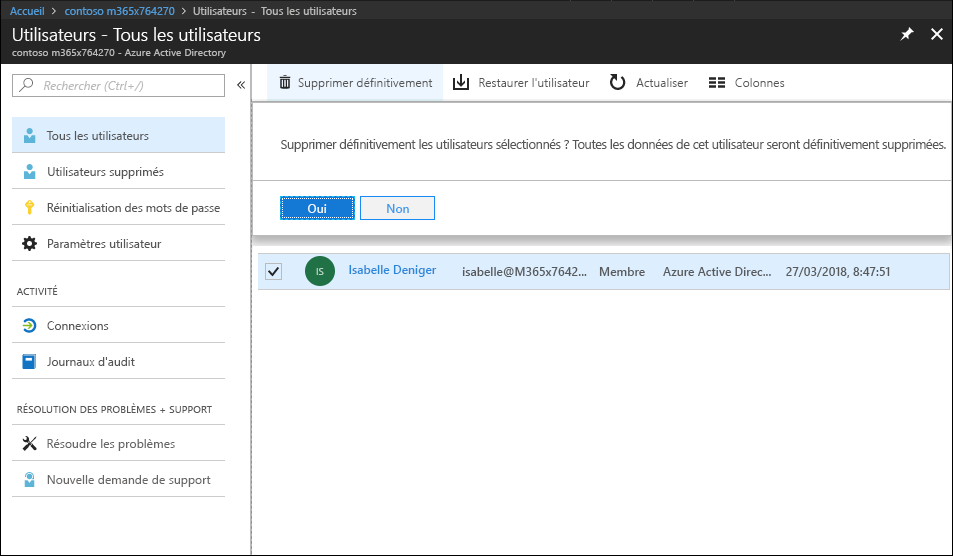 Accueil > contoso m365x764270 > Utilisateurs - Tous les utilisateurs
Utilisateurs - Tous les utilisateurs
contoso m365x764270 - Azure Active Directory
Rechercher (Ctrl+/)
«
Tous les utilisateurs
Utilisateurs supprimés
Réinitialisation des mots de passe
Paramètres utilisateur
ACTIVITÉ
Connexions
Journaux d'audit
RÉSOLUTION DES PROBLÈMES + SUPPORT
Résoudre les problèmes
Nouvelle demande de support
Supprimer définitivement Restaurer l'utilisateur Actualiser Colonnes
Supprimer définitivement les utilisateurs sélectionnés ? Toutes les données de cet utilisateur seront définitivement supprimées.
Oui Non
IS Isabelle Deniger isabelle@M365x7642... Membre Azure Active Direc... 27/03/2018, 8:47:51